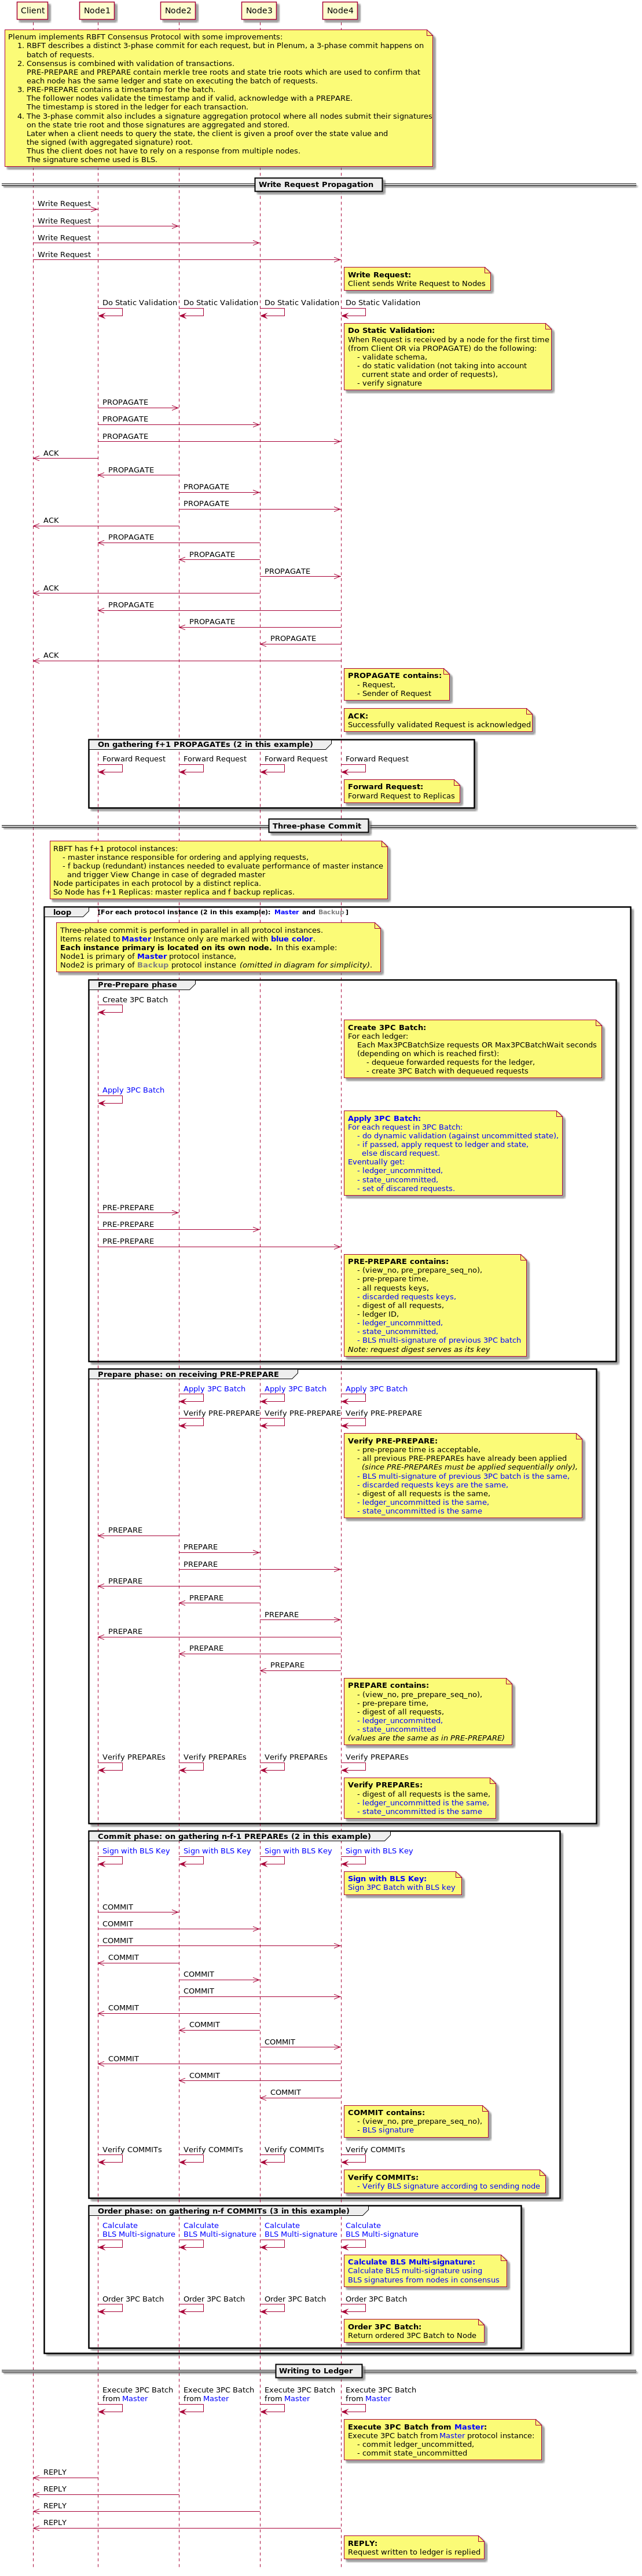 Client Node1 Node2 Node3 Node4
Plenum implements RBFT Consensus Protocol with some improvements:
1. RBFT describes a distinct 3-phase commit for each request, but in Plenum, a 3-phase commit happens on
batch of requests.
2. Consensus is combined with validation of transactions.
PRE-PREPARE and PREPARE contain merkle tree roots and state trie roots which are used to confirm that
each node has the same ledger and state on executing the batch of requests.
3. PRE-PREPARE contains a timestamp for the batch.
The follower nodes validate the timestamp and if valid, acknowledge with a PREPARE.
The timestamp is stored in the ledger for each transaction.
4. The 3-phase commit also includes a signature aggregation protocol where all nodes submit their signatures
on the state trie root and those signatures are aggregated and stored.
Later when a client needs to query the state, the client is given a proof over the state value and
the signed (with aggregated signature) root.
Thus the client does not have to rely on a response from multiple nodes.
The signature scheme used is BLS.
Write Request Propagation
Write Request
Write Request
Write Request
Write Request
Write Request:
Client sends Write Request to Nodes
Do Static Validation Do Static Validation Do Static Validation Do Static Validation
Do Static Validation:
When Request is received by a node for the first time
(from Client OR via PROPAGATE) do the following:
- validate schema,
- do static validation (not taking into account
current state and order of requests),
- verify signature
PROPAGATE
PROPAGATE
PROPAGATE
ACK
PROPAGATE
PROPAGATE
PROPAGATE
ACK
PROPAGATE
PROPAGATE
PROPAGATE
ACK
PROPAGATE
PROPAGATE
PROPAGATE
ACK
PROPAGATE contains:
- Request,
- Sender of Request
ACK:
Successfully validated Request is acknowledged
On gathering f+1 PROPAGATEs (2 in this example)
Forward Request Forward Request Forward Request Forward Request
Forward Request:
Forward Request to Replicas
Three-phase Commit
RBFT has f+1 protocol instances:
- master instance responsible for ordering and applying requests,
- f backup (redundant) instances needed to evaluate performance of master instance
and trigger View Change in case of degraded master
Node participates in each protocol by a distinct replica.
So Node has f+1 Replicas: master replica and f backup replicas.
loop [For each protocol instance (2 in this example): Master and Backup]
Three-phase commit is performed in parallel in all protocol instances.
Items related to Master Instance only are marked with blue color.
Each instance primary is located on its own node. In this example:
Node1 is primary of Master protocol instance,
Node2 is primary of Backup protocol instance (omitted in diagram for simplicity).
Pre-Prepare phase
Create 3PC Batch
Create 3PC Batch:
For each ledger:
Each Max3PCBatchSize requests OR Max3PCBatchWait seconds
(depending on which is reached first):
- dequeue forwarded requests for the ledger,
- create 3PC Batch with dequeued requests
Apply 3PC Batch
Apply 3PC Batch:
For each request in 3PC Batch:
- do dynamic validation (against uncommitted state),
- if passed, apply request to ledger and state,
else discard request.
Eventually get:
- ledger_uncommitted,
- state_uncommitted,
- set of discared requests.
PRE-PREPARE
PRE-PREPARE
PRE-PREPARE
PRE-PREPARE contains:
- (view_no, pre_prepare_seq_no),
- pre-prepare time,
- all requests keys,
- discarded requests keys,
- digest of all requests,
- ledger ID,
- ledger_uncommitted,
- state_uncommitted,
- BLS multi-signature of previous 3PC batch
Note: request digest serves as its key
Prepare phase: on receiving PRE-PREPARE
Apply 3PC Batch Apply 3PC Batch Apply 3PC Batch
Verify PRE-PREPARE Verify PRE-PREPARE Verify PRE-PREPARE
Verify PRE-PREPARE:
- pre-prepare time is acceptable,
- all previous PRE-PREPAREs have already been applied
(since PRE-PREPAREs must be applied sequentially only),
- BLS multi-signature of previous 3PC batch is the same,
- discarded requests keys are the same,
- digest of all requests is the same,
- ledger_uncommitted is the same,
- state_uncommitted is the same
PREPARE
PREPARE
PREPARE
PREPARE
PREPARE
PREPARE
PREPARE
PREPARE
PREPARE
PREPARE contains:
- (view_no, pre_prepare_seq_no),
- pre-prepare time,
- digest of all requests,
- ledger_uncommitted,
- state_uncommitted
(values are the same as in PRE-PREPARE)
Verify PREPAREs Verify PREPAREs Verify PREPAREs Verify PREPAREs
Verify PREPAREs:
- digest of all requests is the same,
- ledger_uncommitted is the same,
- state_uncommitted is the same
Commit phase: on gathering n-f-1 PREPAREs (2 in this example)
Sign with BLS Key Sign with BLS Key Sign with BLS Key Sign with BLS Key
Sign with BLS Key:
Sign 3PC Batch with BLS key
COMMIT
COMMIT
COMMIT
COMMIT
COMMIT
COMMIT
COMMIT
COMMIT
COMMIT
COMMIT
COMMIT
COMMIT
COMMIT contains:
- (view_no, pre_prepare_seq_no),
- BLS signature
Verify COMMITs Verify COMMITs Verify COMMITs Verify COMMITs
Verify COMMITs:
- Verify BLS signature according to sending node
Order phase: on gathering n-f COMMITs (3 in this example)
Calculate Calculate Calculate Calculate
BLS Multi-signature BLS Multi-signature BLS Multi-signature BLS Multi-signature
Calculate BLS Multi-signature:
Calculate BLS multi-signature using
BLS signatures from nodes in consensus
Order 3PC Batch Order 3PC Batch Order 3PC Batch Order 3PC Batch
Order 3PC Batch:
Return ordered 3PC Batch to Node
Writing to Ledger
Execute 3PC Batch Execute 3PC Batch Execute 3PC Batch Execute 3PC Batch
from Master from Master from Master from Master
Execute 3PC Batch from Master:
Execute 3PC batch from Master protocol instance:
- commit ledger_uncommitted,
- commit state_uncommitted
REPLY
REPLY
REPLY
REPLY
REPLY:
Request written to ledger is replied